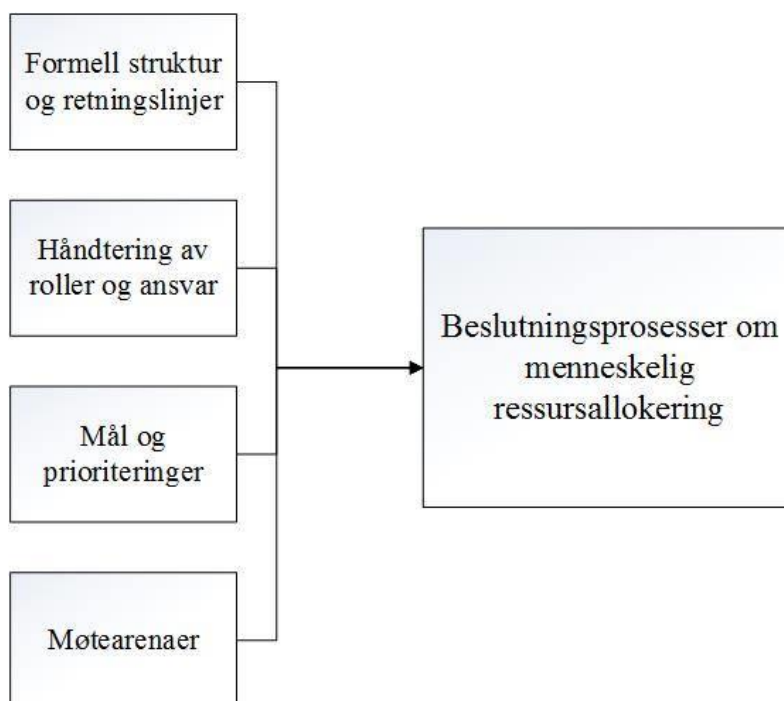 Formell struktur
og retningslinjer
Håndtering av
roller og ansvar
Mål og
prioriteringer
Møtearenaer
Beslutningsprosesser om
menneskelig
ressursallokering